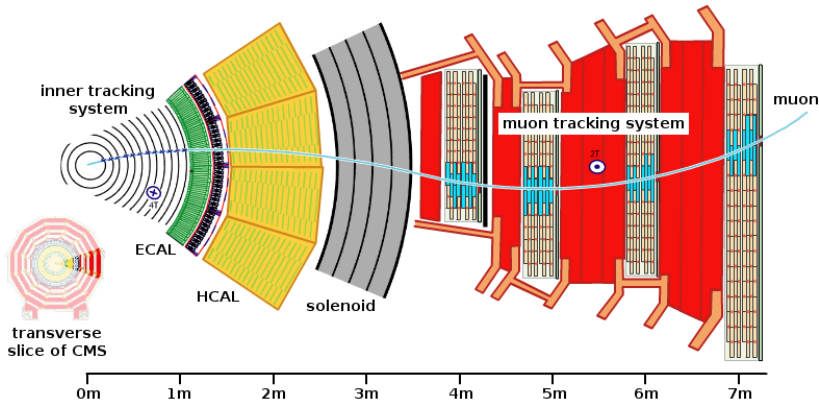 inner tracking
system
muon
muon tracking system
2T
4T
ECAL
HCAL
solenoid
transverse
slice of CMS
0m 1m 2m 3m 4m 5m 6m 7m